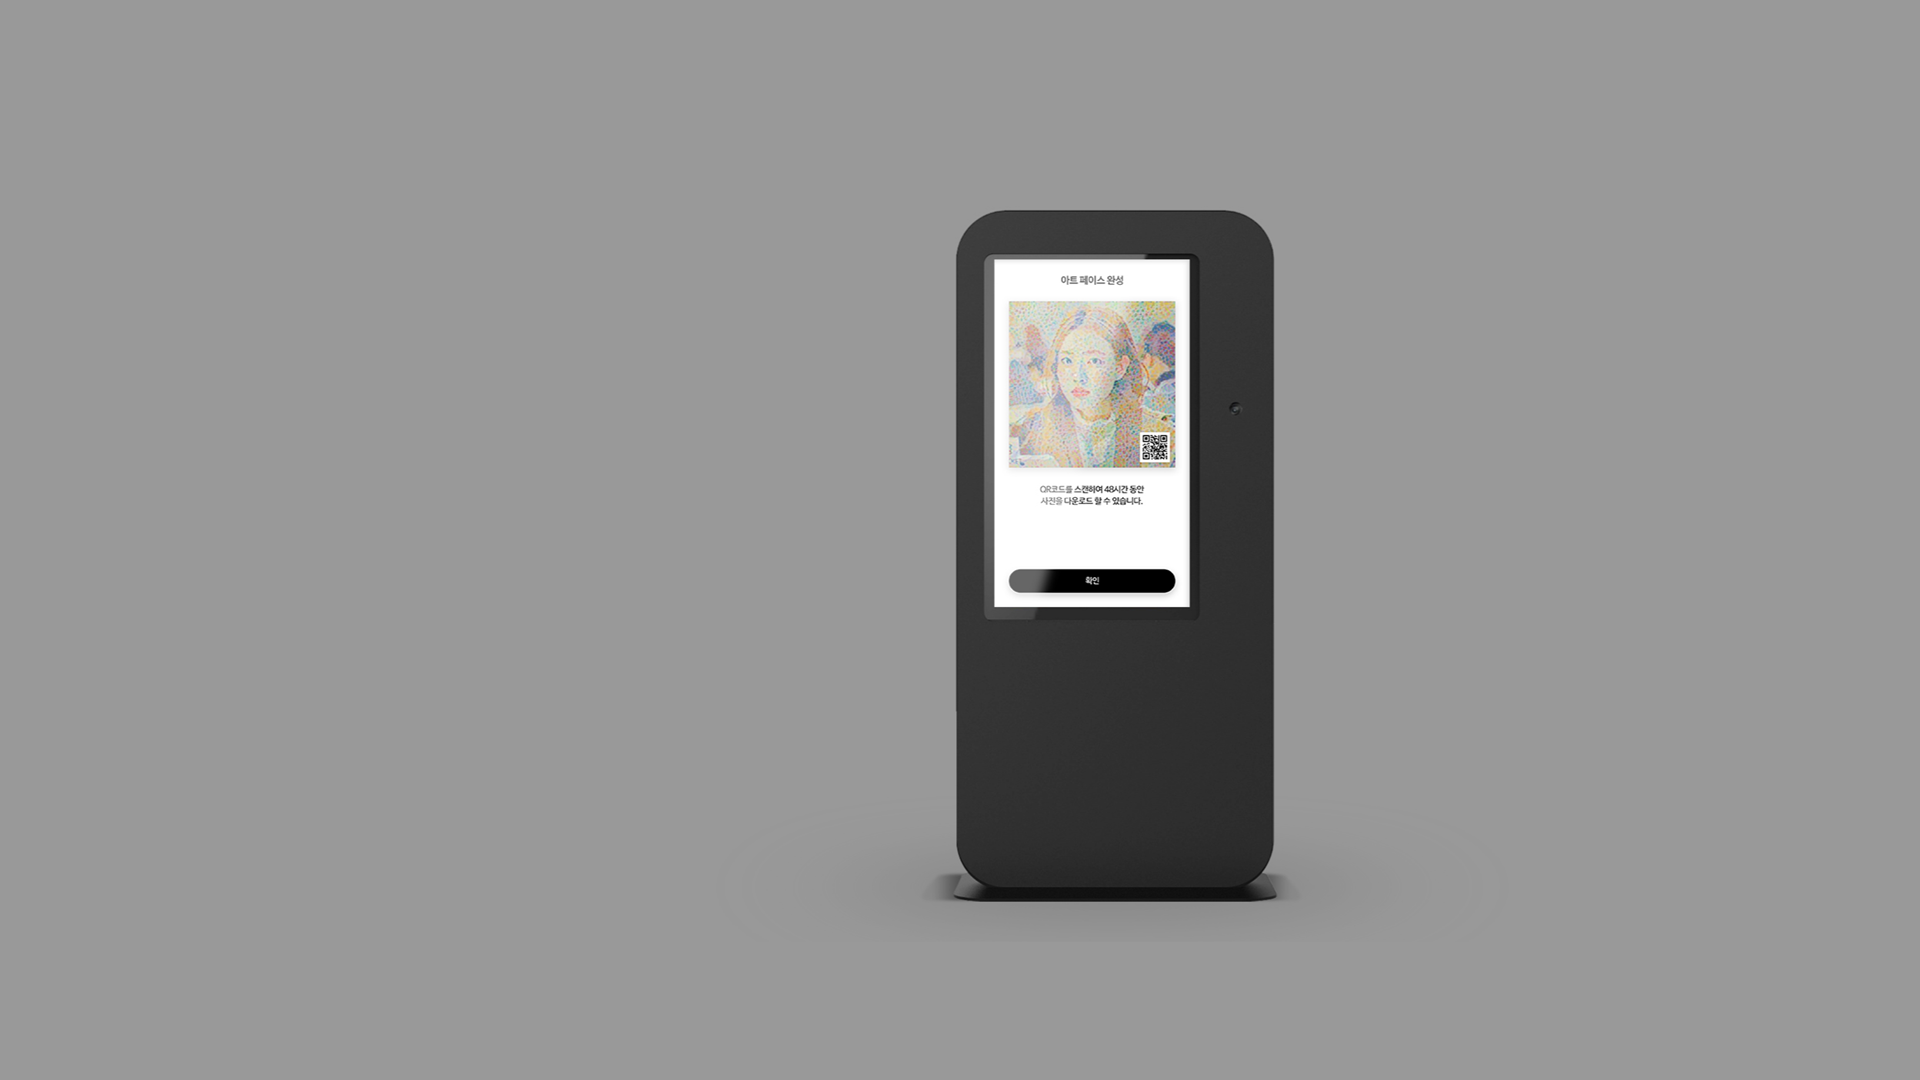 아트 페이스 완성
QR코드를 스캔하여 48시간 동안
사진을 다운로드 할 수 있습니다.
확인